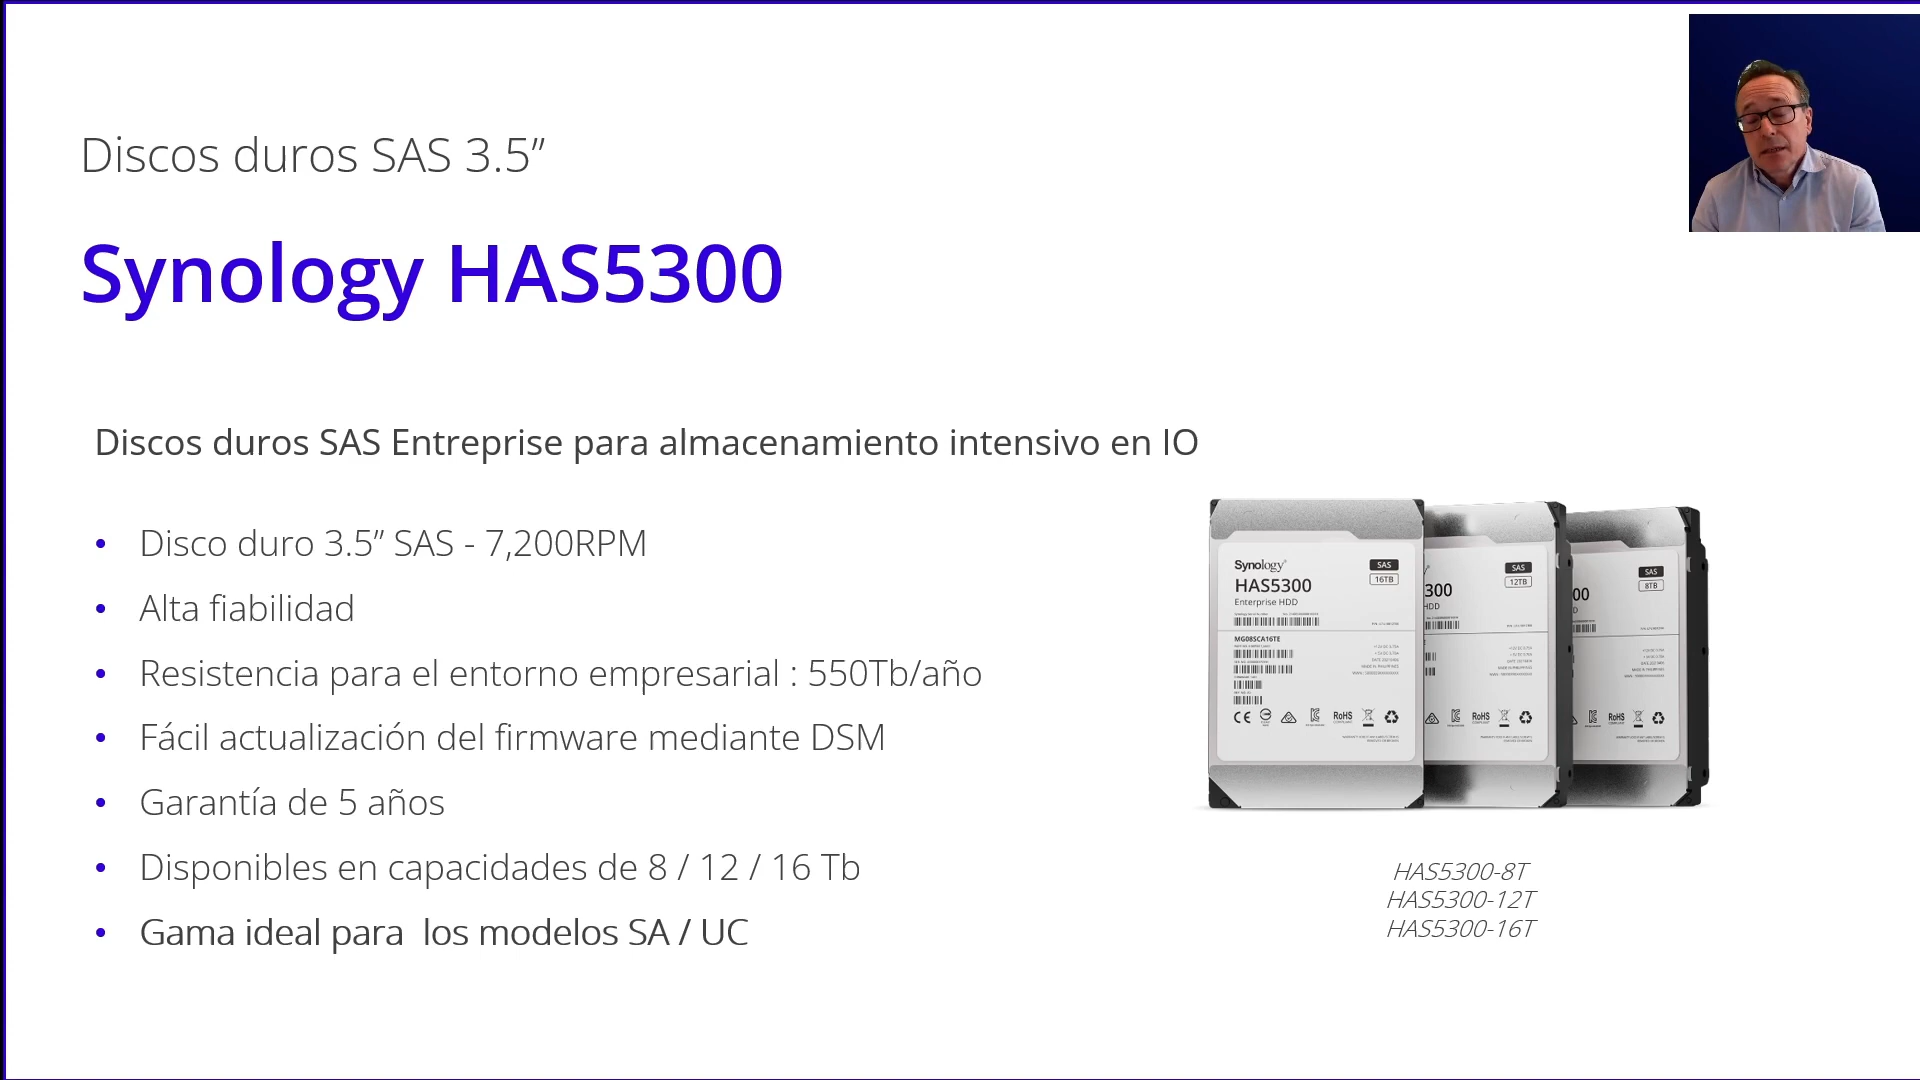 Discos duros SAS 3.5”
Synology HAS5300
Discos duros SAS Entreprise para almacenamiento intensivo en IO
• Disco duro 3.5” SAS - 7,200RPM
• Alta fiabilidad
• Resistencia para el entorno empresarial : 550Tb/año
• Fácil actualización del firmware mediante DSM
• Garantía de 5 años
• Disponibles en capacidades de 8 / 12 / 16 Tb
• Gama ideal para  los modelos SA / UC
Synology
SAS
HAS5300
16TB
Enterprise HDD
MG08SCA16TE
RoHS
SAS
300
12TB
HDD
RoHS
SAS
00
8TB
D
RoHS
HAS5300-8T
HAS5300-12T
HAS5300-16T